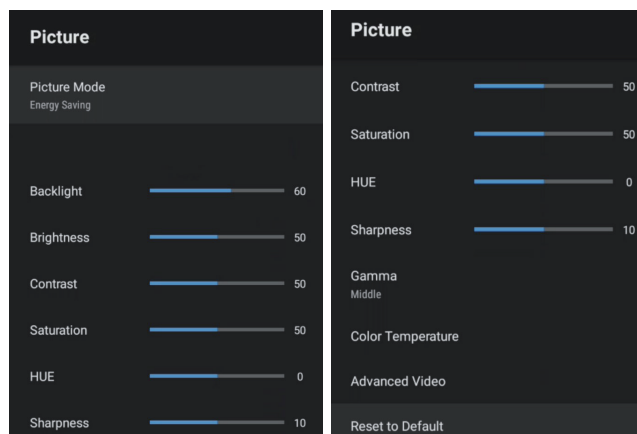 Picture
Picture Mode
Energy Saving
Backlight 60
Brightness 50
Contrast 50
Saturation 50
HUE 0
Sharpness 10
Picture
Contrast 50
Saturation 50
HUE 0
Sharpness 10
Gamma
Middle
Color Temperature
Advanced Video
Reset to Default